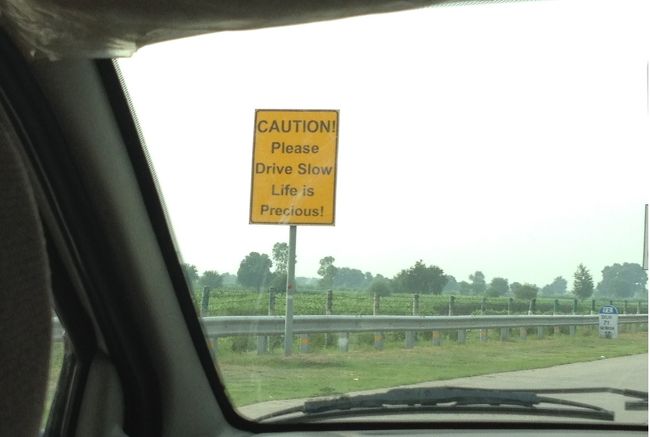 CAUTION!
Please
Drive Slow
Life is
Precious!